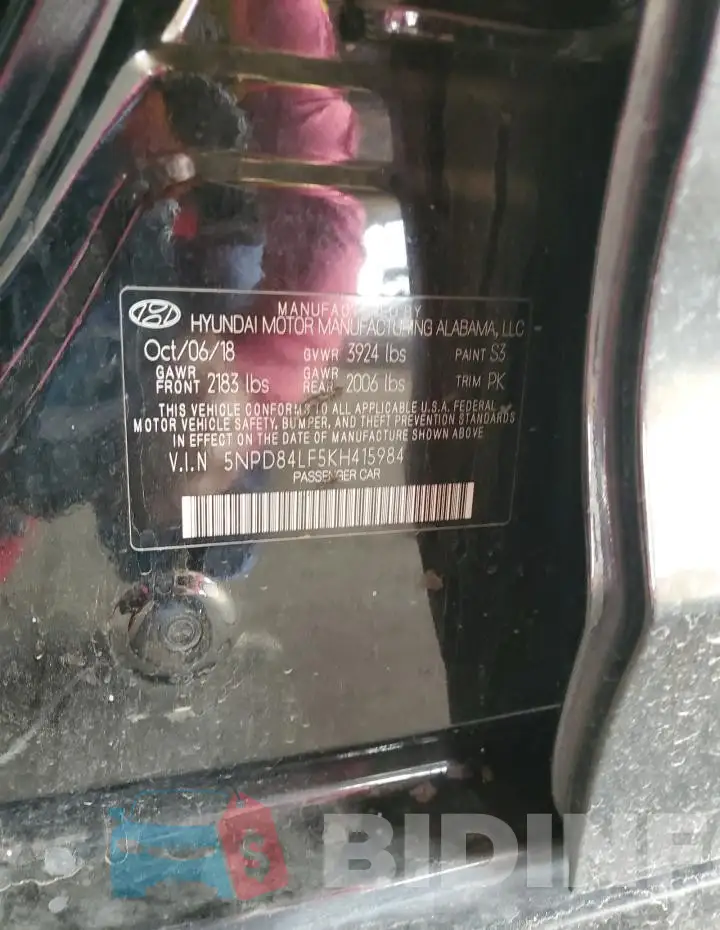 MANUFACTURED BY
HYUNDAI MOTOR MANUFACTURING ALABAMA, LLC
Oct/06/18 GVWR 3924 lbs PAINT S3
GAWR FRONT 2183 lbs GAWR REAR 2006 lbs TRIM PK
THIS VEHICLE CONFORMS TO ALL APPLICABLE U.S.A. FEDERAL
MOTOR VEHICLE SAFETY, BUMPER, AND THEFT PREVENTION STANDARDS
IN EFFECT ON THE DATE OF MANUFACTURE SHOWN ABOVE
V.I.N 5NPD84LF5KH415984
PASSENGER CAR
$ BIDINF